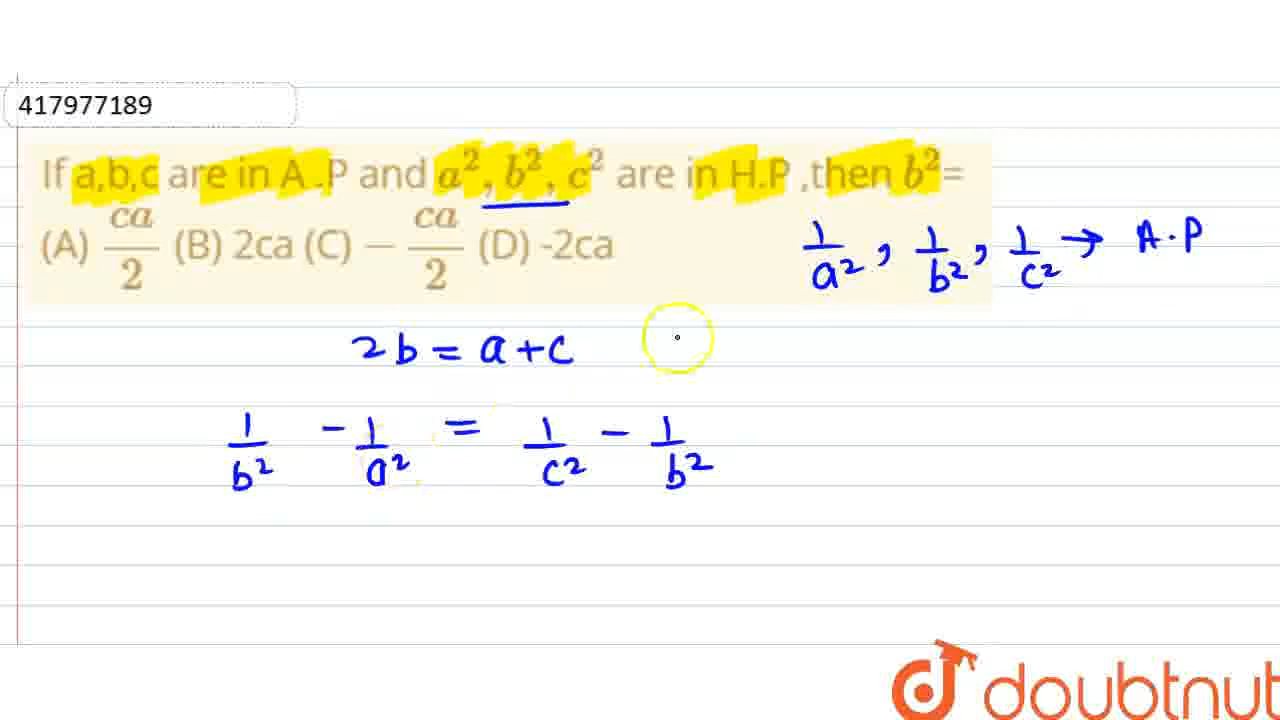 417977189
If a,b,c are in A .P and a², b², c² are in H.P ,then b²=
(A) ca/2 (B) 2ca (C) − ca/2 (D) -2ca
1/a² , 1/b² , 1/c² → A.P
2b = a+c
1/b² - 1/a² = 1/c² - 1/b²
doubtnut